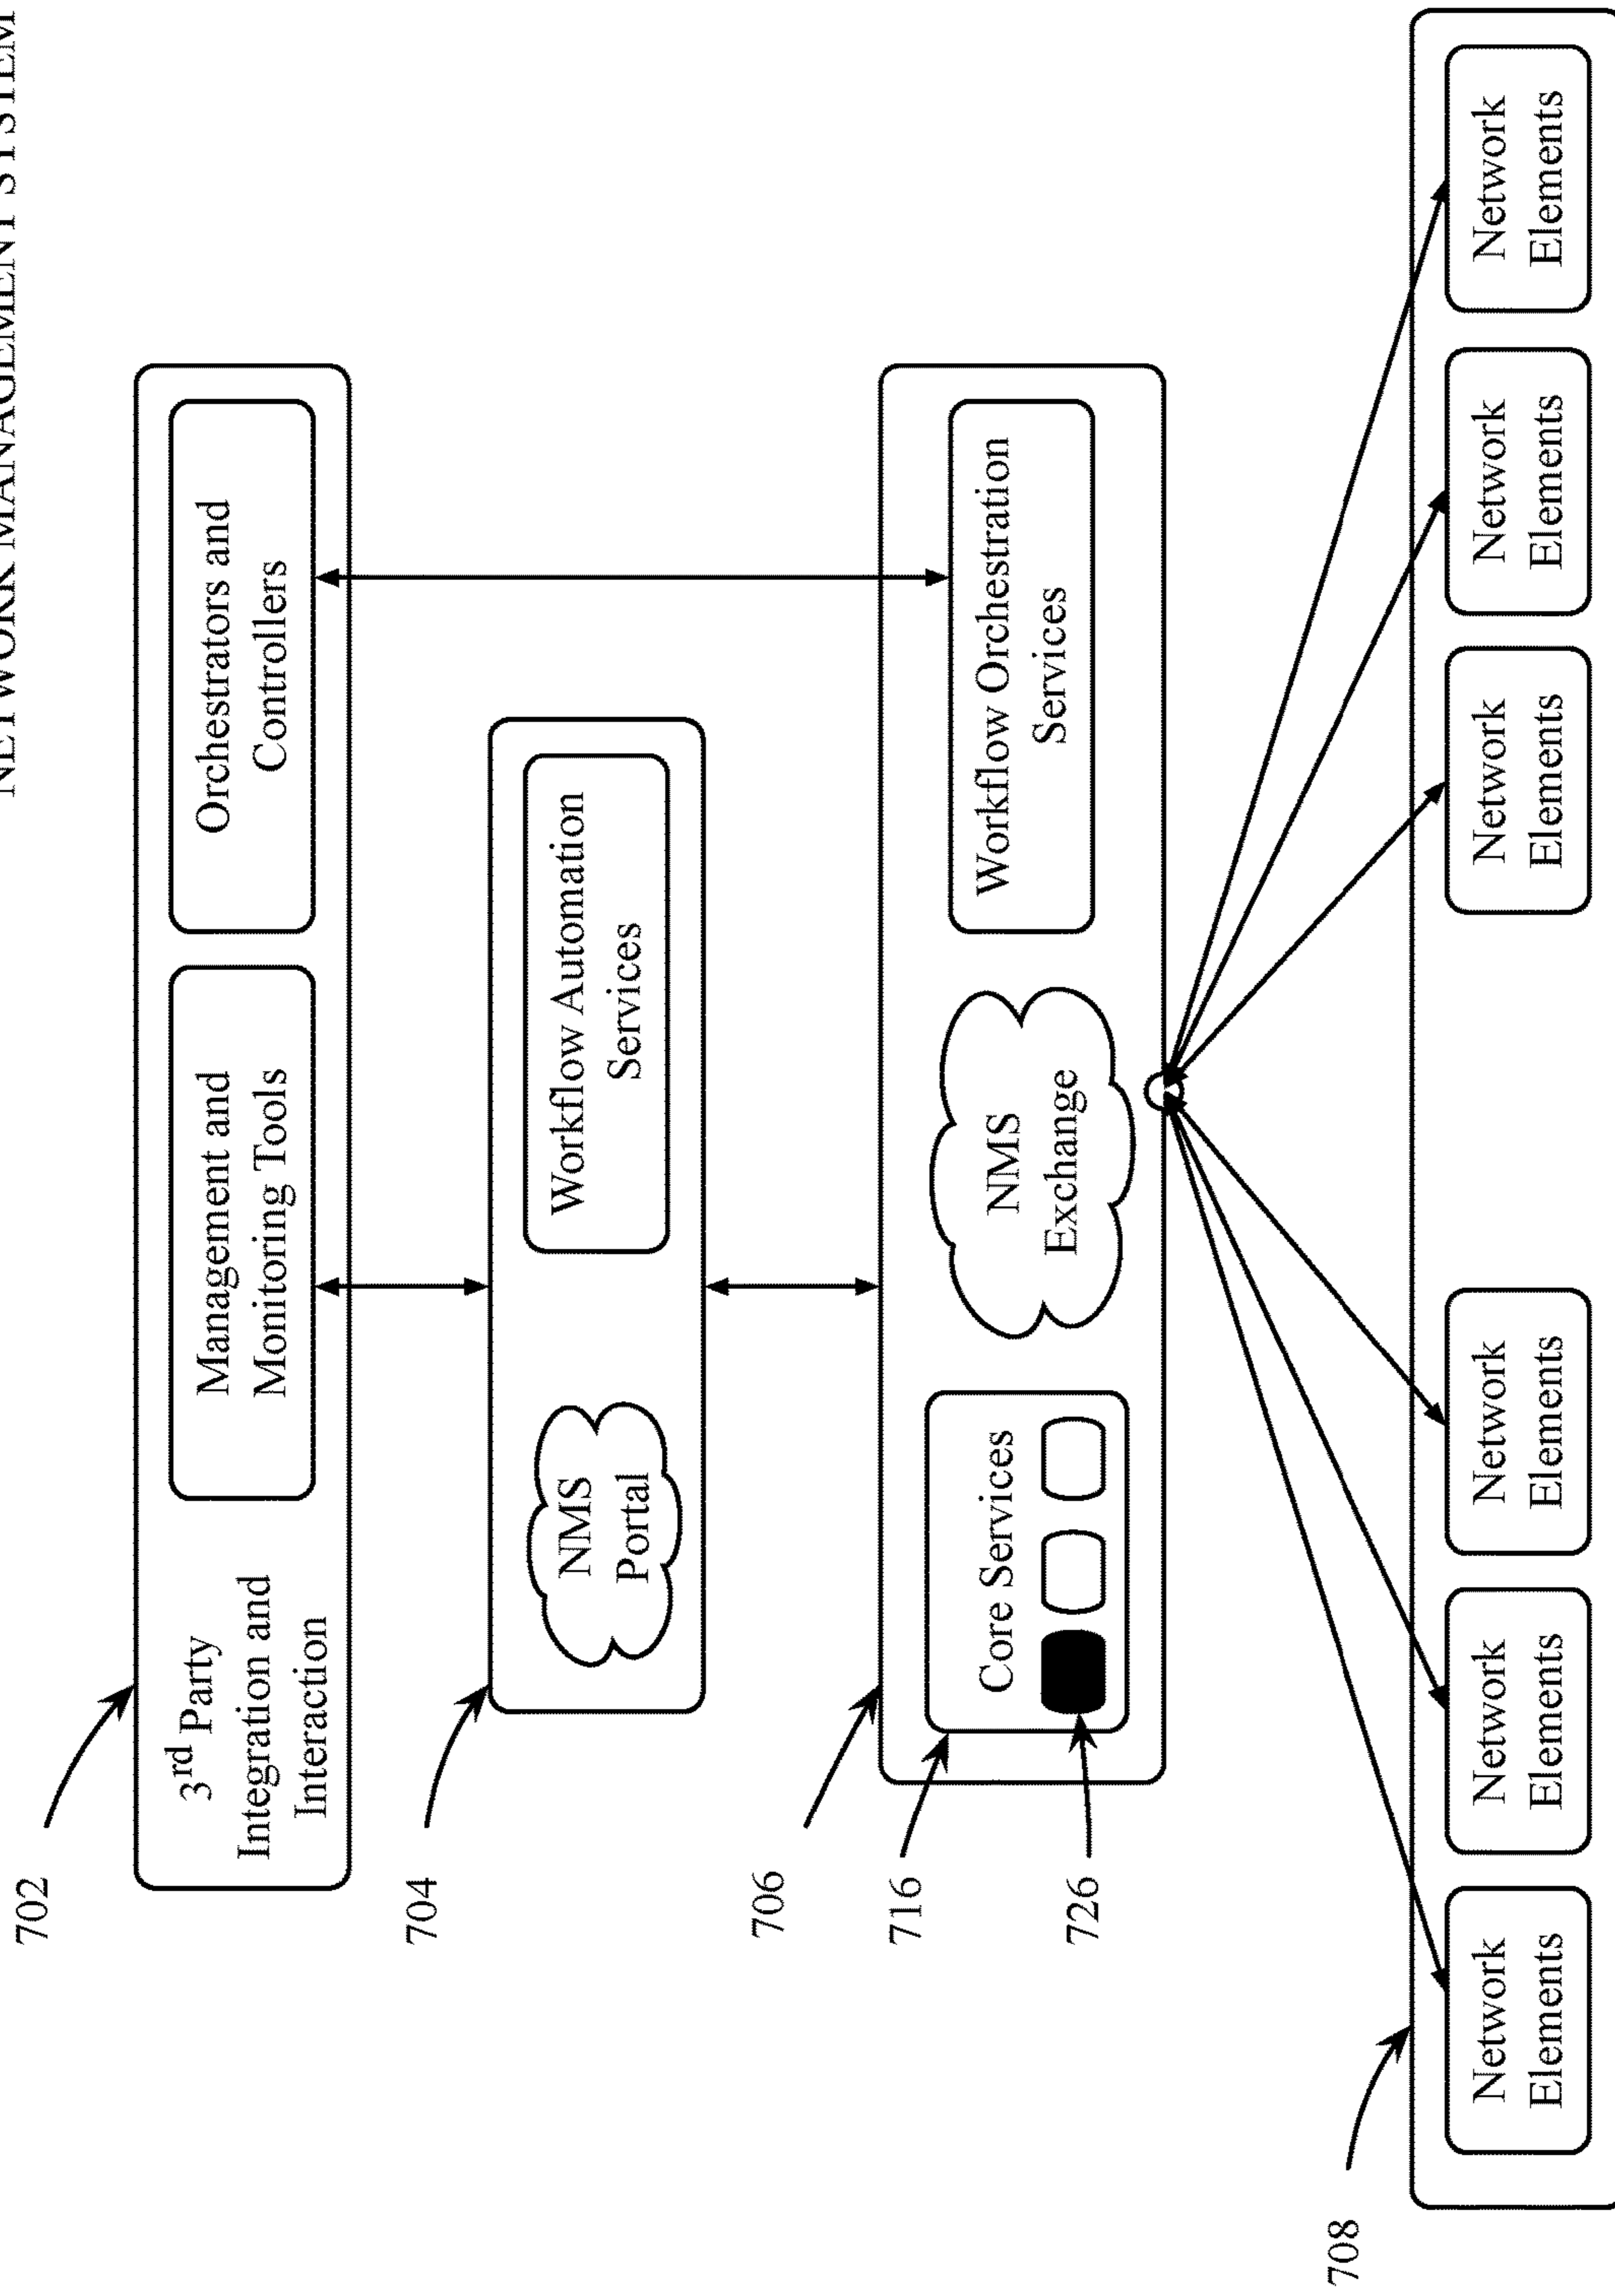 NETWORK MANAGEMENT SYSTEM
702
3rd Party
Integration and
Interaction
Management and
Monitoring Tools
Orchestrators and
Controllers
704
NMS
Portal
Workflow Automation
Services
706
716
726
Core Services
NMS
Exchange
Workflow Orchestration
Services
708
Network
Elements
Network
Elements
Network
Elements
Network
Elements
Network
Elements
Network
Elements